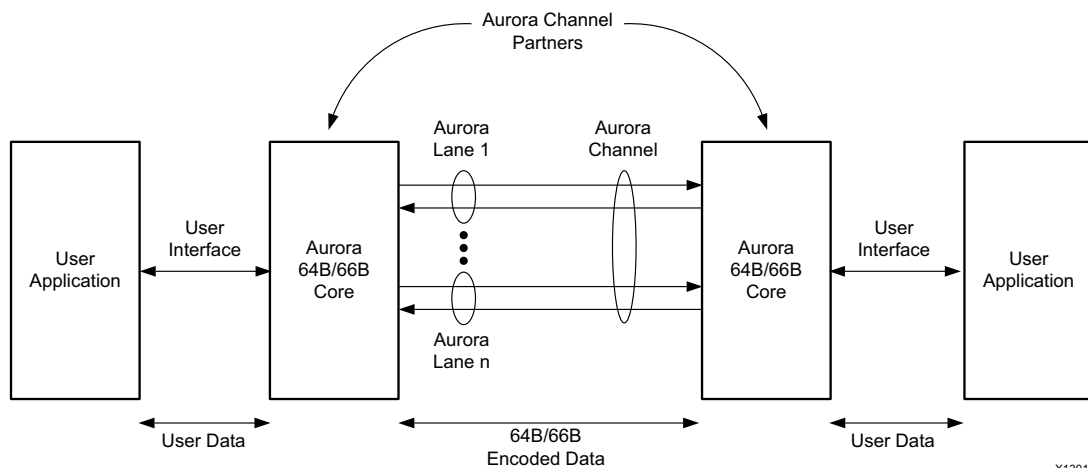 Aurora Channel
Partners
Aurora
Lane 1
Aurora
Channel
User
Application
User
Interface
Aurora
64B/66B
Core
Aurora
64B/66B
Core
User
Interface
User
Application
Aurora
Lane n
User Data
64B/66B
Encoded Data
User Data